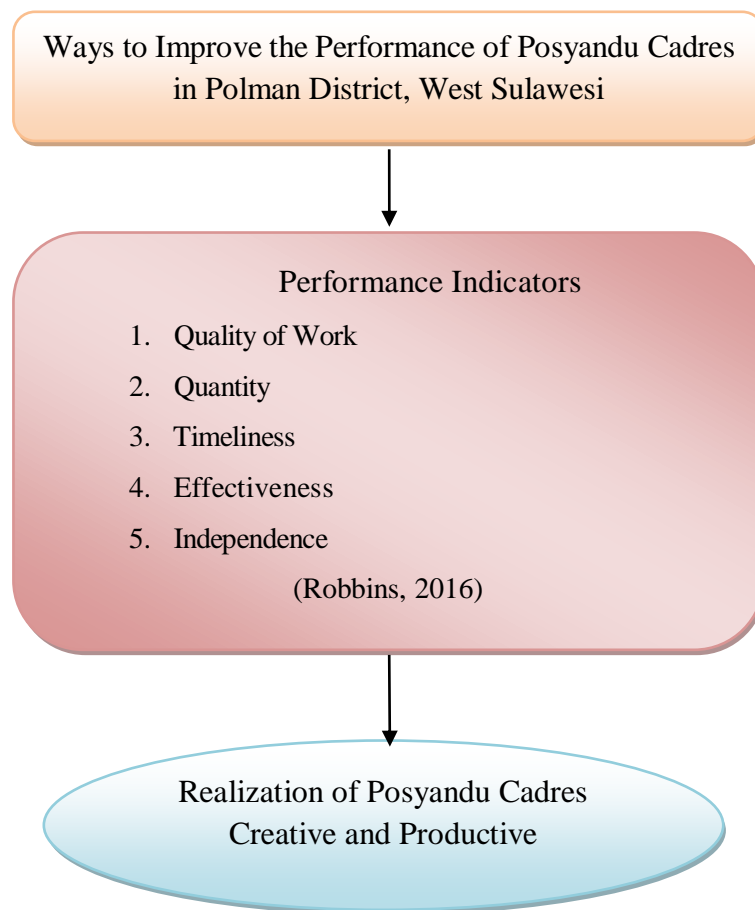 Ways to Improve the Performance of Posyandu Cadres
in Polman District, West Sulawesi
Performance Indicators
1. Quality of Work
2. Quantity
3. Timeliness
4. Effectiveness
5. Independence
(Robbins, 2016)
Realization of Posyandu Cadres
Creative and Productive